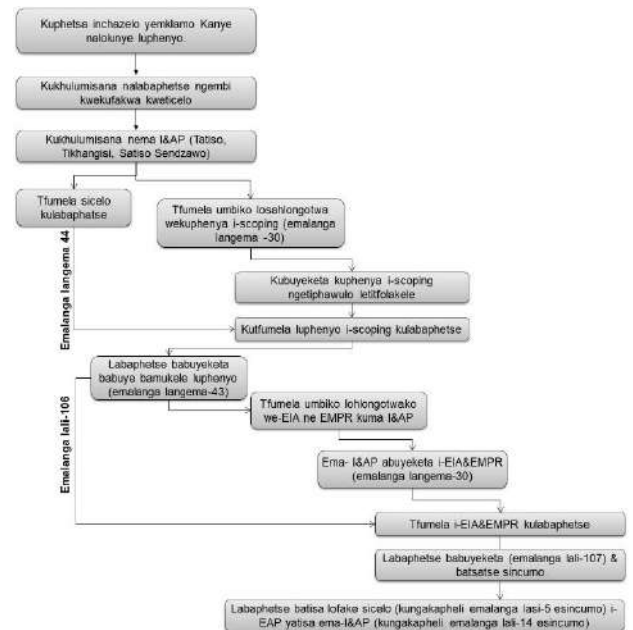 Kuphetsa inchazelo yemklamo Kanye
nalolunye luphenyo.
Kukhulumisana nalabaphetse ngembi
kwekufakwa kweticelo
Kukhulumisana nema I&AP (Tatiso,
Tikhangisi, Satiso Sendzawo)
Tfumela sicelo
kulabaphatse
Tfumela umbiko losahlongotwa
wekuphenya i-scoping (emalanga
langema -30)
Emalanga langema 44
Kubuyeketa kuphenya i-scoping
ngetiphawulo letitfolakele
Kutfumela luphenyo i-scoping kulabaphetse
Labaphetse babuyeketa
babuye bamukele luphenyo
(emalanga langema-43)
Emalanga lali-106
Tfumela umbiko lohlongotwako
we-EIA ne EMPR kuma I&AP
Ema- I&AP abuyeketa i-EIA&EMPR
(emalanga langema-30)
Tfumela i-EIA&EMPR kulabaphetse
Labaphetse babuyeketa (emalanga lali-107) &
batsatse sincumo
Labaphetse batisa lofake sicelo (kungakapheli emalanga lasi-5 esincumo) i-
EAP yatisa ema-I&AP (kungakapheli emalanga lali-14 esincumo)